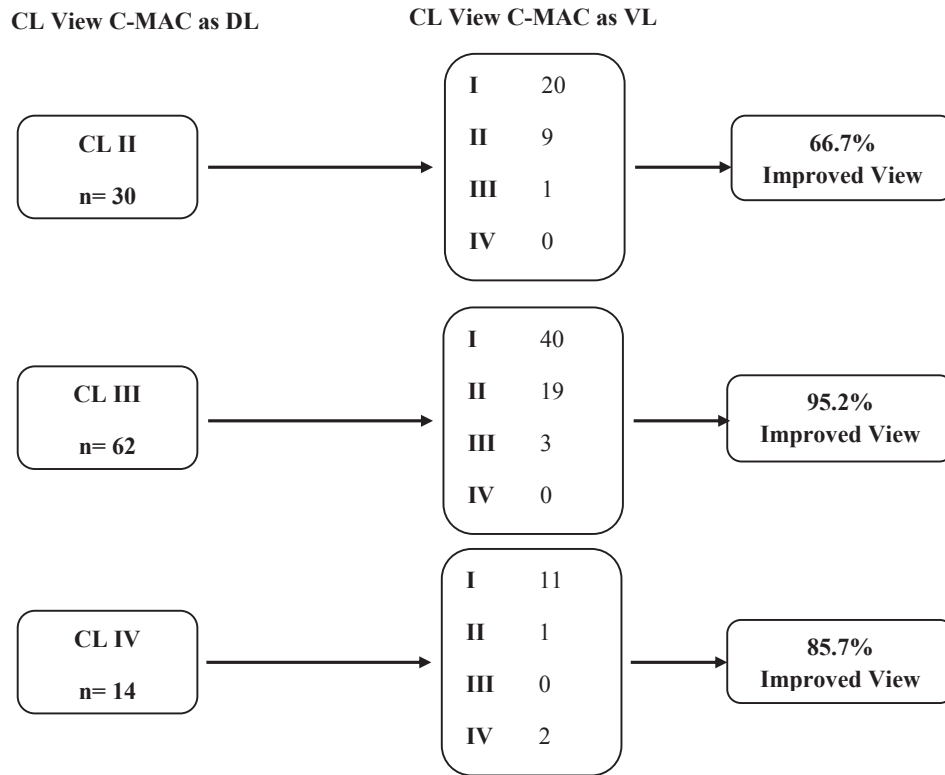 CL View C-MAC as DL
CL View C-MAC as VL
CL II
n= 30
I 20
II 9
III 1
IV 0
66.7%
Improved View
CL III
n= 62
I 40
II 19
III 3
IV 0
95.2%
Improved View
CL IV
n= 14
I 11
II 1
III 0
IV 2
85.7%
Improved View